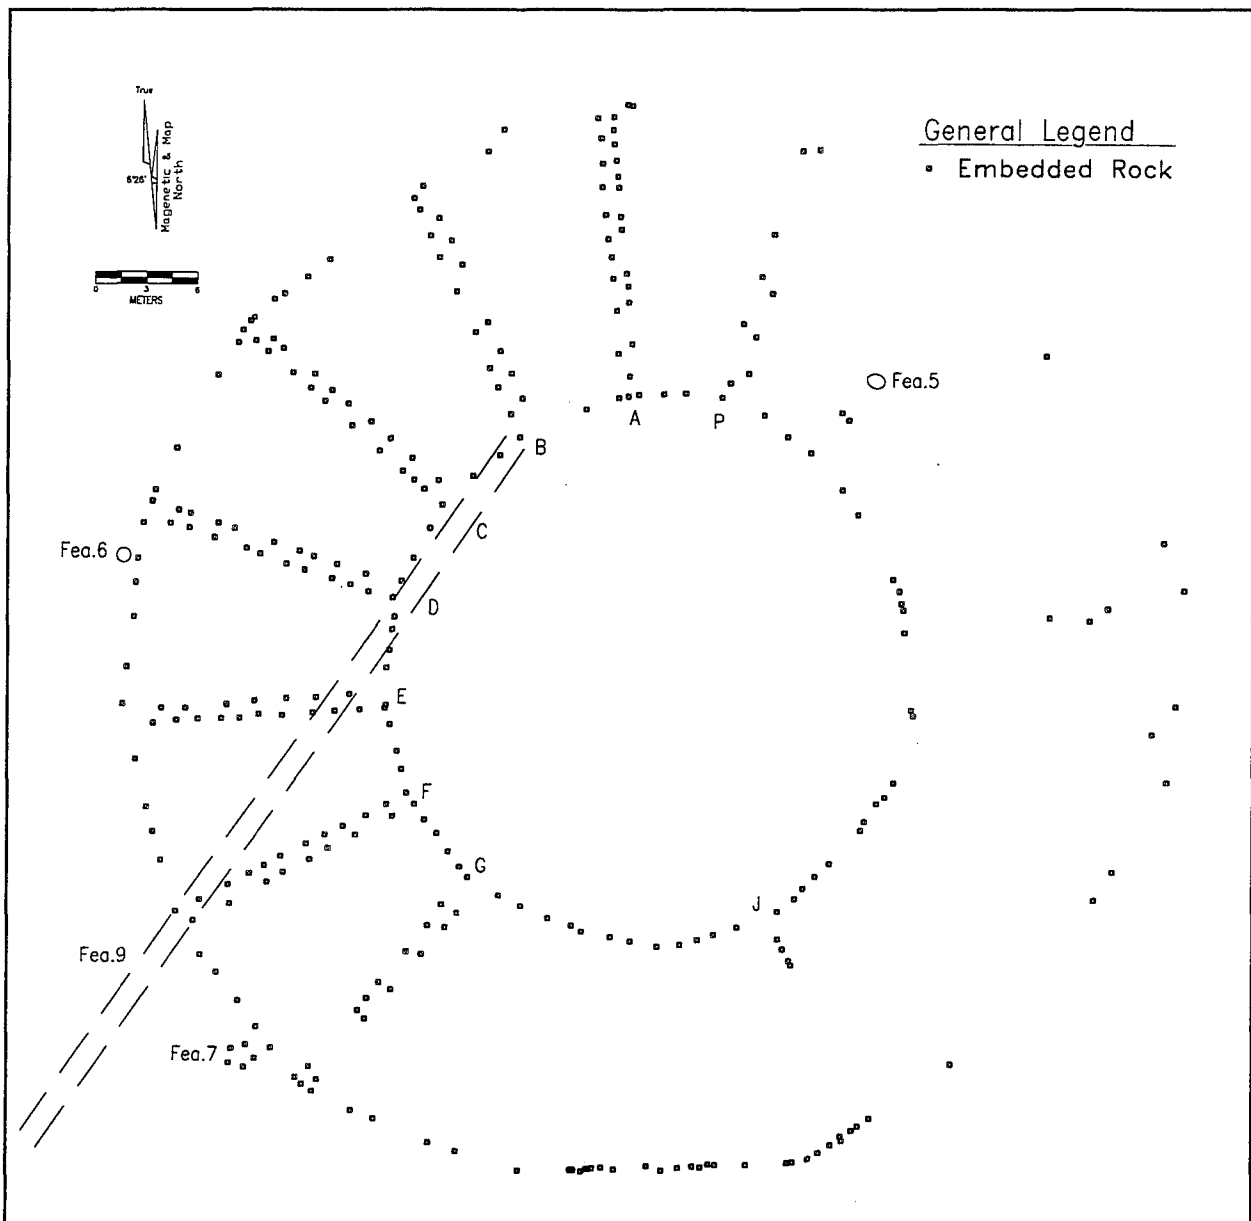 True
6°26'
Magenetic & Map
North
0 3 6
METERS
General Legend
Embedded Rock
Fea.5
A
P
B
C
Fea.6
D
E
F
G
J
Fea.9
Fea.7